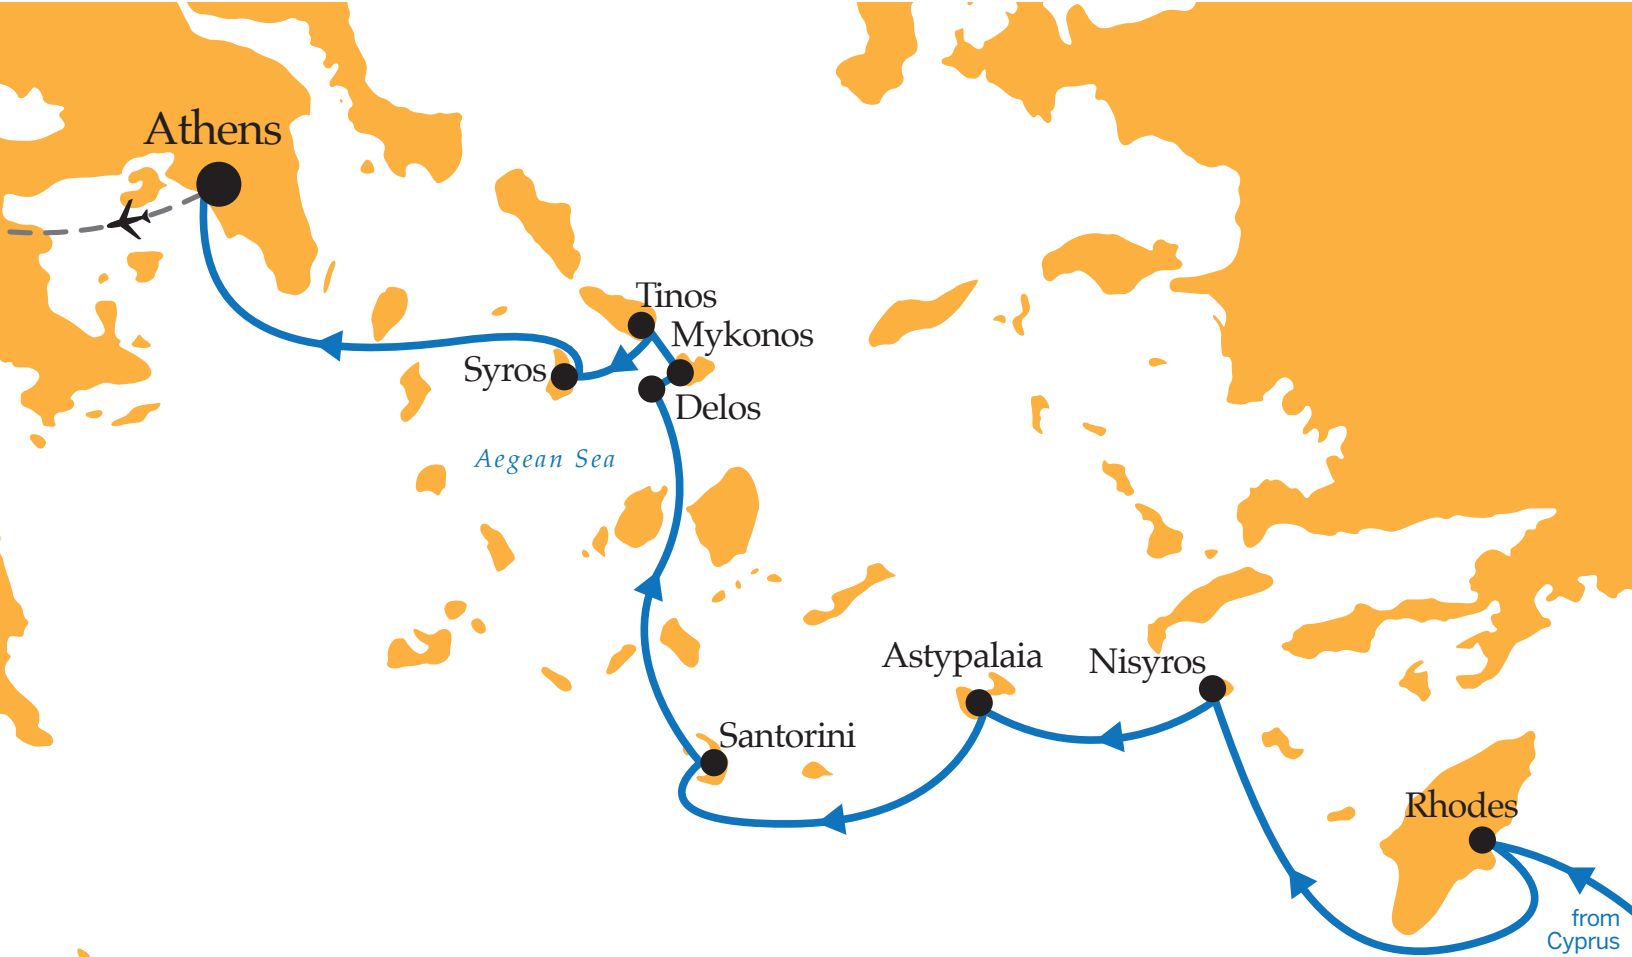 Athens
Tinos
Mykonos
Syros
Delos
Aegean Sea
Astypalaia
Nisyros
Santorini
Rhodes
from
Cyprus